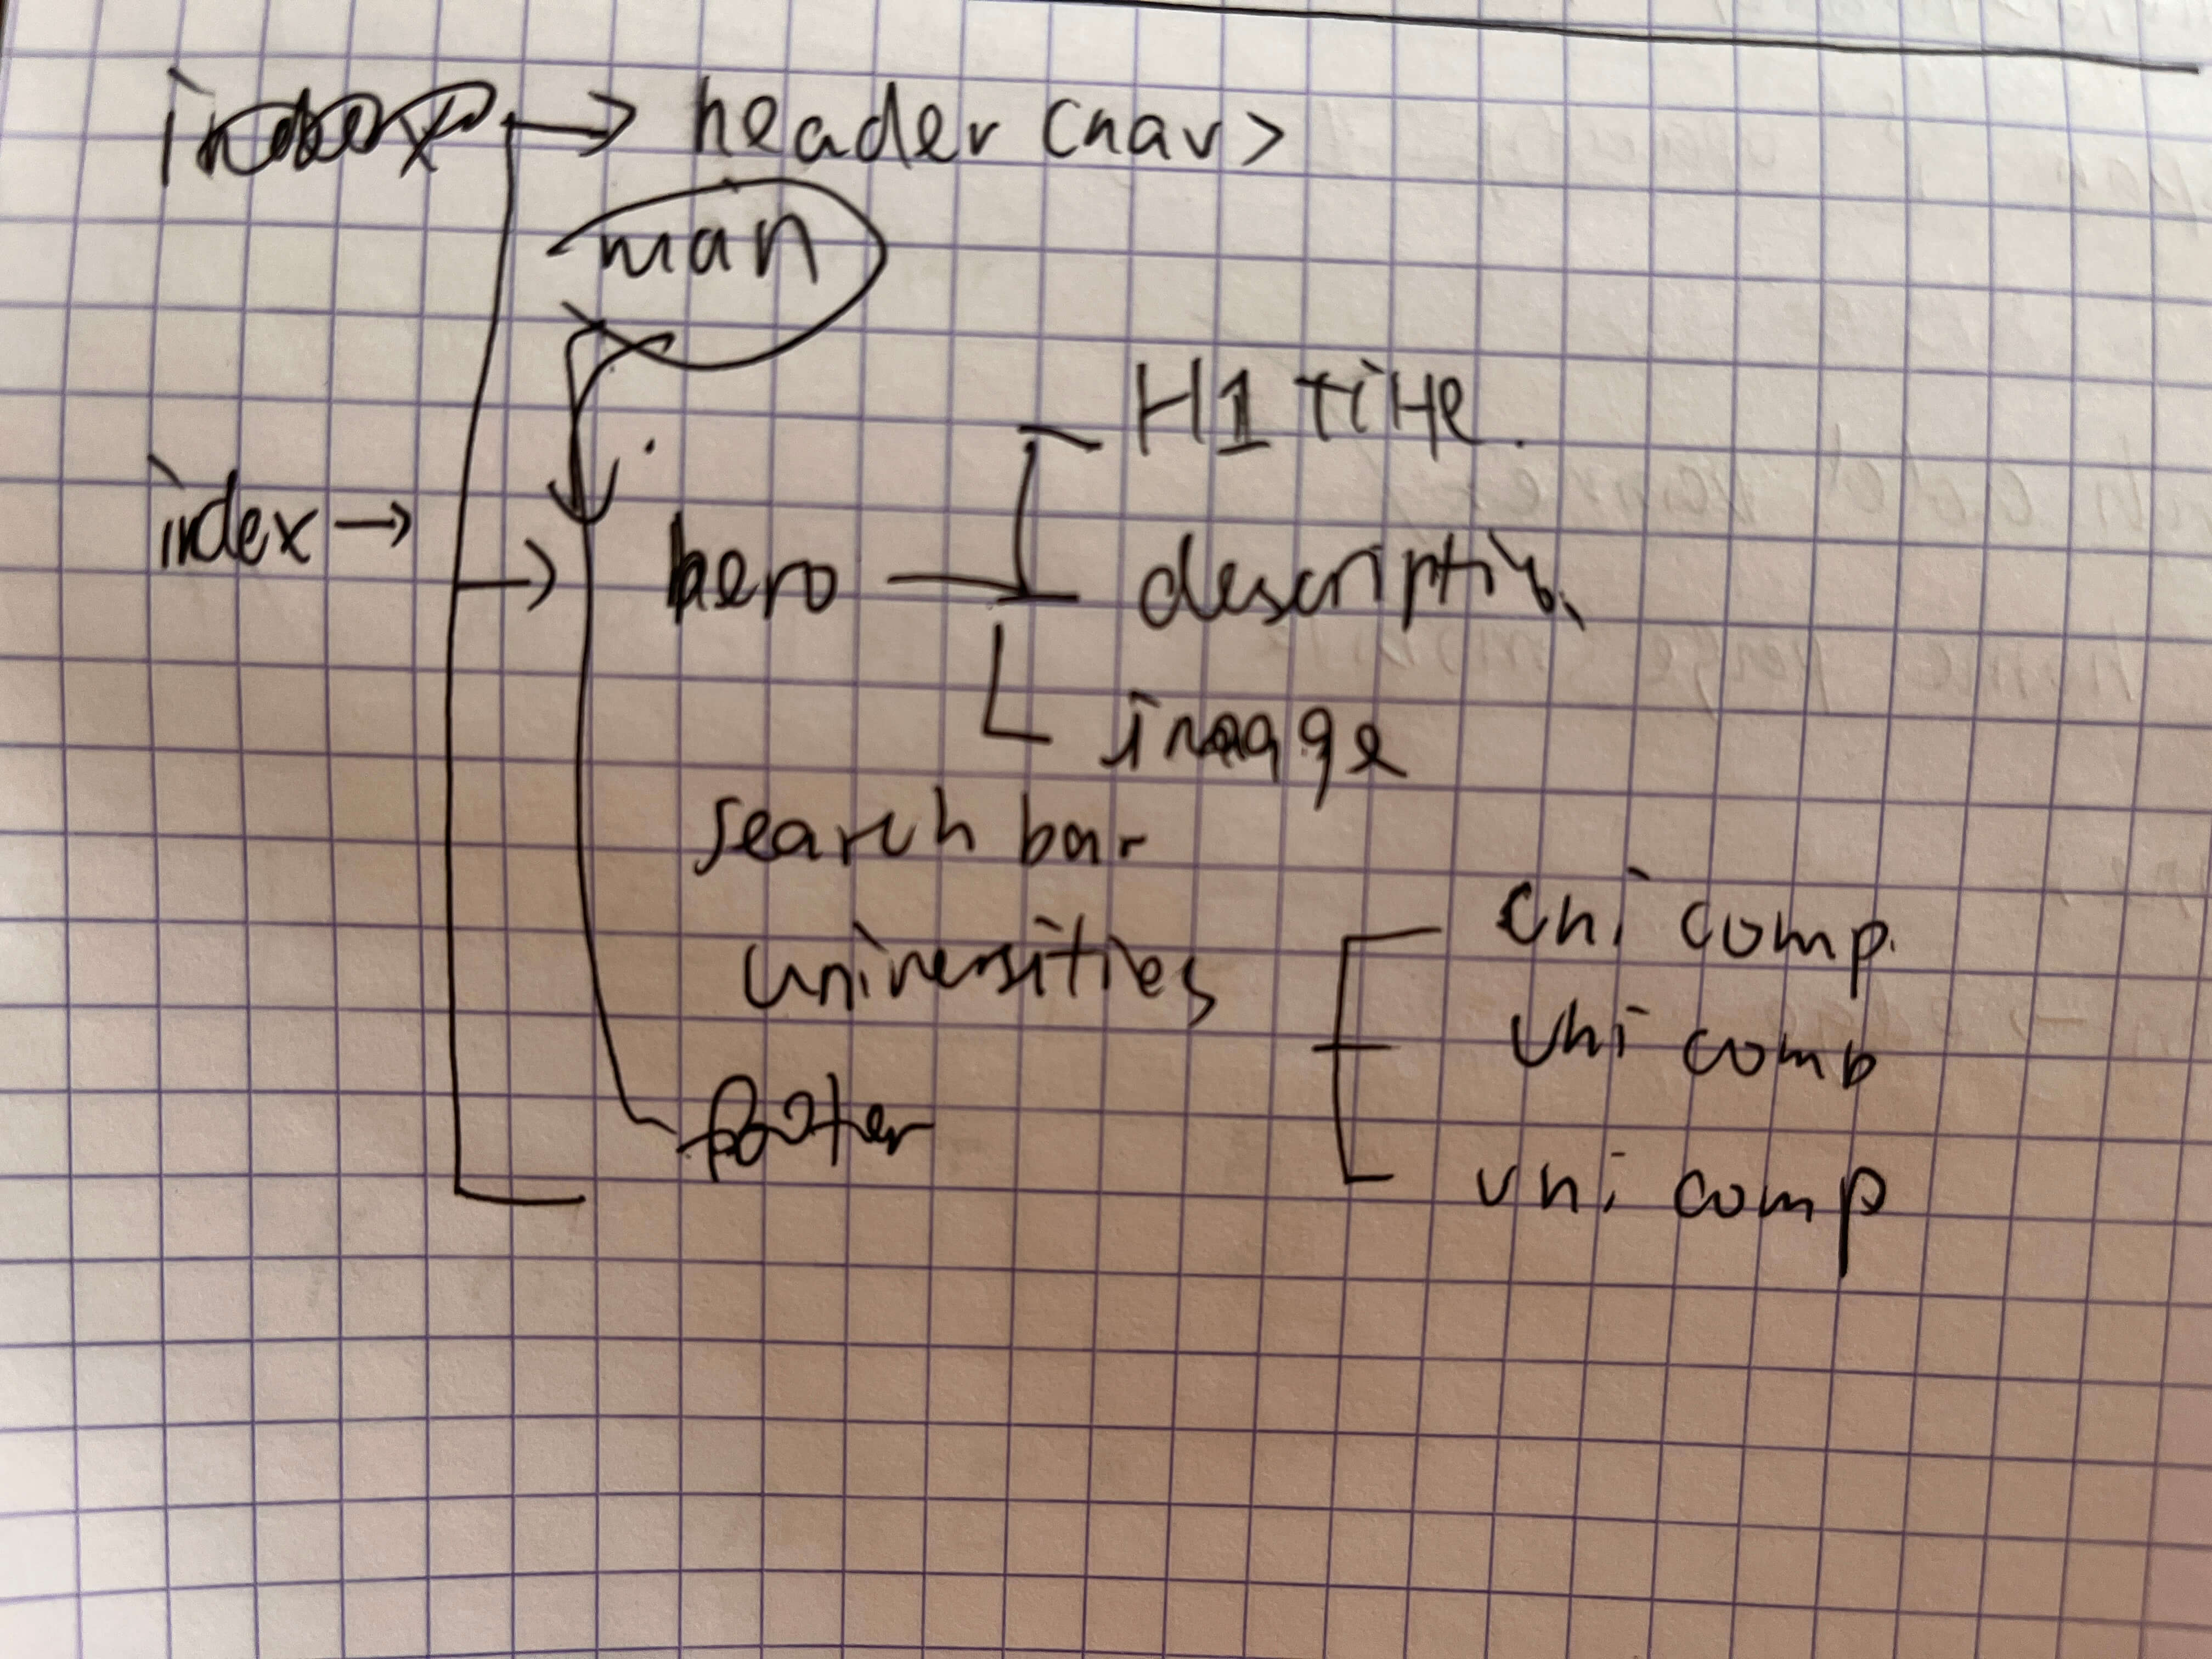 index → header <nav>
man
H1 Title.
index →
→ hero
description
image
search bar
universities
uni comp.
uni comp
uni comp
footer